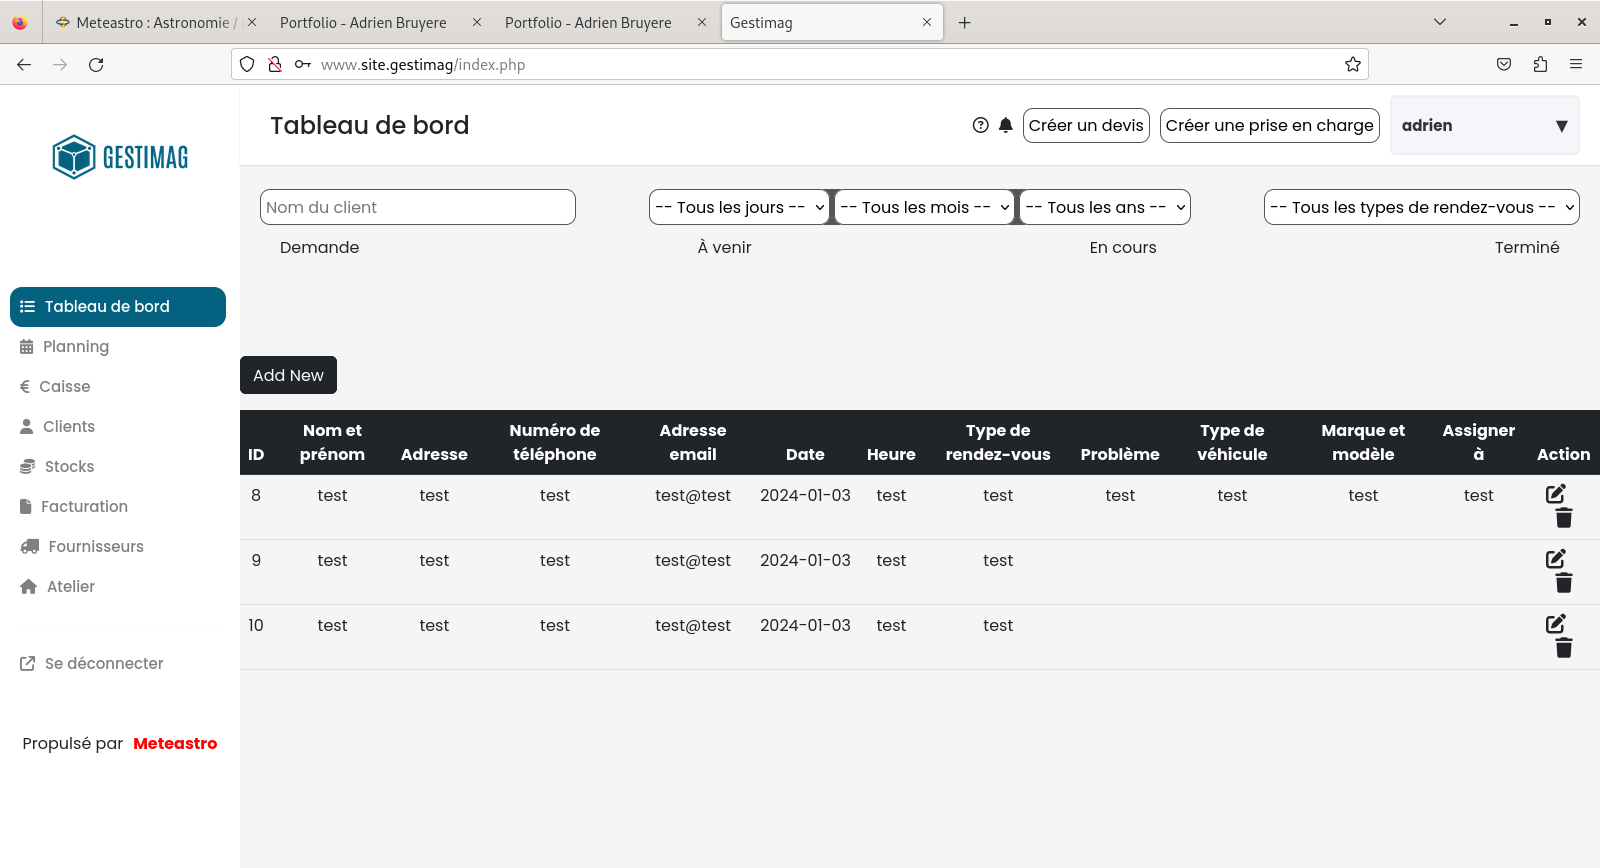 Meteastro : Astronomie /
Portfolio - Adrien Bruyere
Portfolio - Adrien Bruyere
Gestimag
www.site.gestimag/index.php
GESTIMAG
Tableau de bord
Créer un devis
Créer une prise en charge
adrien
Nom du client
-- Tous les jours --
-- Tous les mois --
-- Tous les ans --
-- Tous les types de rendez-vous --
Demande
À venir
En cours
Terminé
Tableau de bord
Planning
Caisse
Clients
Stocks
Facturation
Fournisseurs
Atelier
Se déconnecter
Propulsé par Meteastro
Add New
ID Nom et prénom Adresse Numéro de téléphone Adresse email Date Heure Type de rendez-vous Problème Type de véhicule Marque et modèle Assigner à Action
8 test test test test@test 2024-01-03 test test test test test test
9 test test test test@test 2024-01-03 test test
10 test test test test@test 2024-01-03 test test